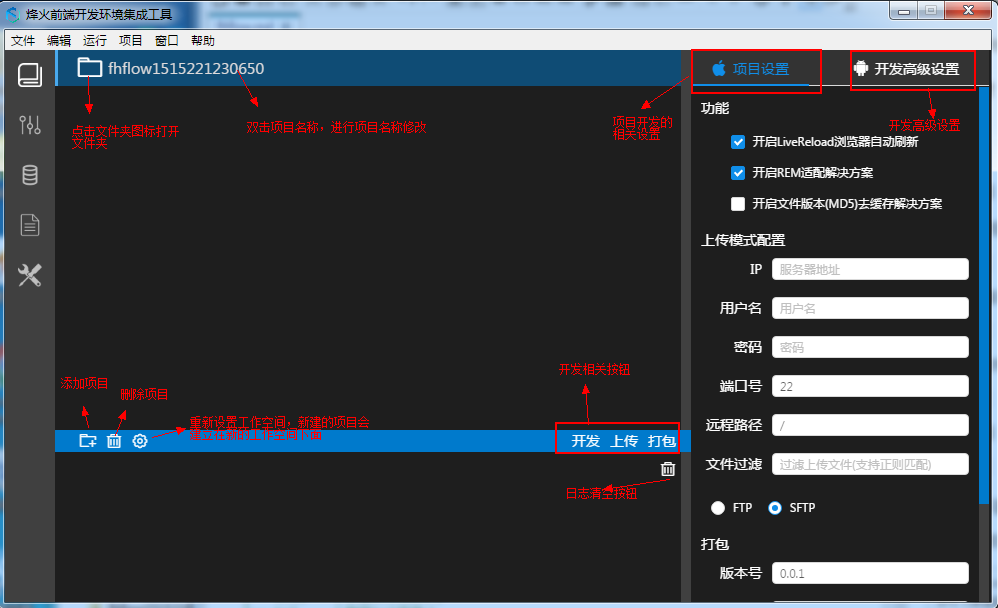 烽火前端开发环境集成工具
文件 编辑 运行 项目 窗口 帮助
fhflow1515221230650
点击文件夹图标打开
文件夹
双击项目名称，进行项目名称修改
项目开发的
相关设置
项目设置
开发高级设置
开发高级设置
功能
开启LiveReload浏览器自动刷新
开启REM适配解决方案
开启文件版本(MD5)去缓存解决方案
上传模式配置
IP 服务器地址
用户名 用户名
密码 密码
端口号 22
远程路径 /
文件过滤 过滤上传文件(支持正则匹配)
FTP SFTP
打包
版本号 0.0.1
添加项目
删除项目
重新设置工作空间，新建的项目会
建立在新的工作空间下面
开发相关按钮
开发 上传 打包
日志清空按钮